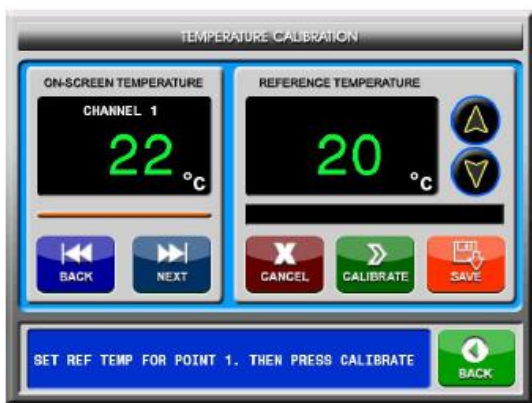 TEMPERATURE CALIBRATION
ON-SCREEN TEMPERATURE
CHANNEL 1
22 °C
BACK
NEXT
REFERENCE TEMPERATURE
20 °C
CANCEL
CALIBRATE
SAVE
SET REF TEMP FOR POINT 1. THEN PRESS CALIBRATE
BACK